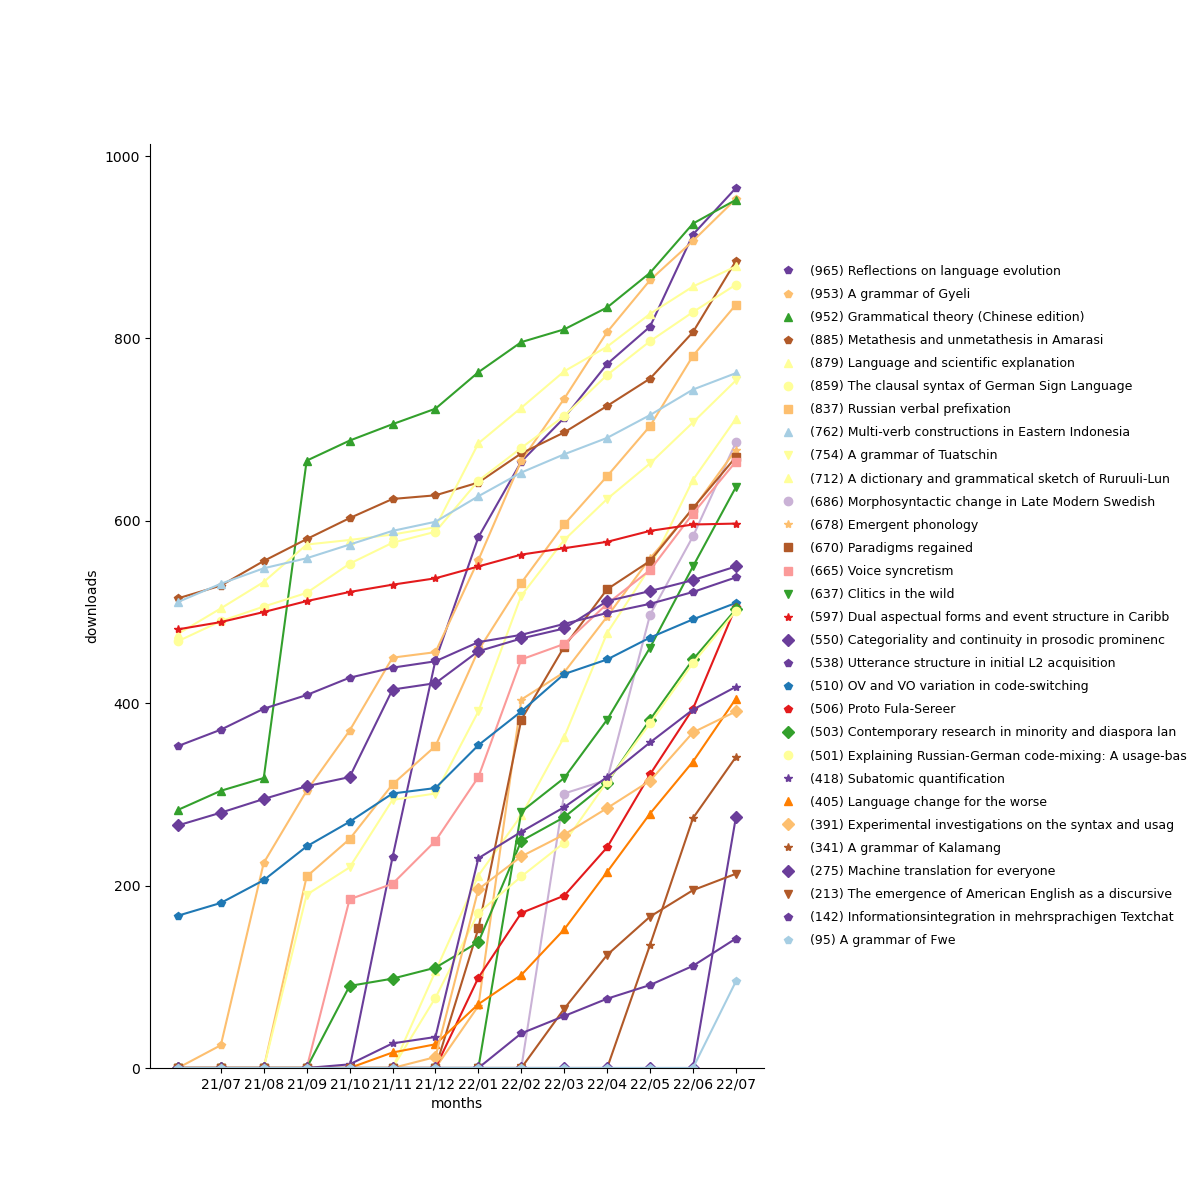 1000
800
600
400
200
0
downloads
21/07 21/08 21/09 21/10 21/11 21/12 22/01 22/02 22/03 22/04 22/05 22/06 22/07
months
(965) Reflections on language evolution
(953) A grammar of Gyeli
(952) Grammatical theory (Chinese edition)
(885) Metathesis and unmetathesis in Amarasi
(879) Language and scientific explanation
(859) The clausal syntax of German Sign Language
(837) Russian verbal prefixation
(762) Multi-verb constructions in Eastern Indonesia
(754) A grammar of Tuatschin
(712) A dictionary and grammatical sketch of Ruruuli-Lun
(686) Morphosyntactic change in Late Modern Swedish
(678) Emergent phonology
(670) Paradigms regained
(665) Voice syncretism
(637) Clitics in the wild
(597) Dual aspectual forms and event structure in Caribb
(550) Categoriality and continuity in prosodic prominenc
(538) Utterance structure in initial L2 acquisition
(510) OV and VO variation in code-switching
(506) Proto Fula-Sereer
(503) Contemporary research in minority and diaspora lan
(501) Explaining Russian-German code-mixing: A usage-bas
(418) Subatomic quantification
(405) Language change for the worse
(391) Experimental investigations on the syntax and usag
(341) A grammar of Kalamang
(275) Machine translation for everyone
(213) The emergence of American English as a discursive
(142) Informationsintegration in mehrsprachigen Textchat
(95) A grammar of Fwe